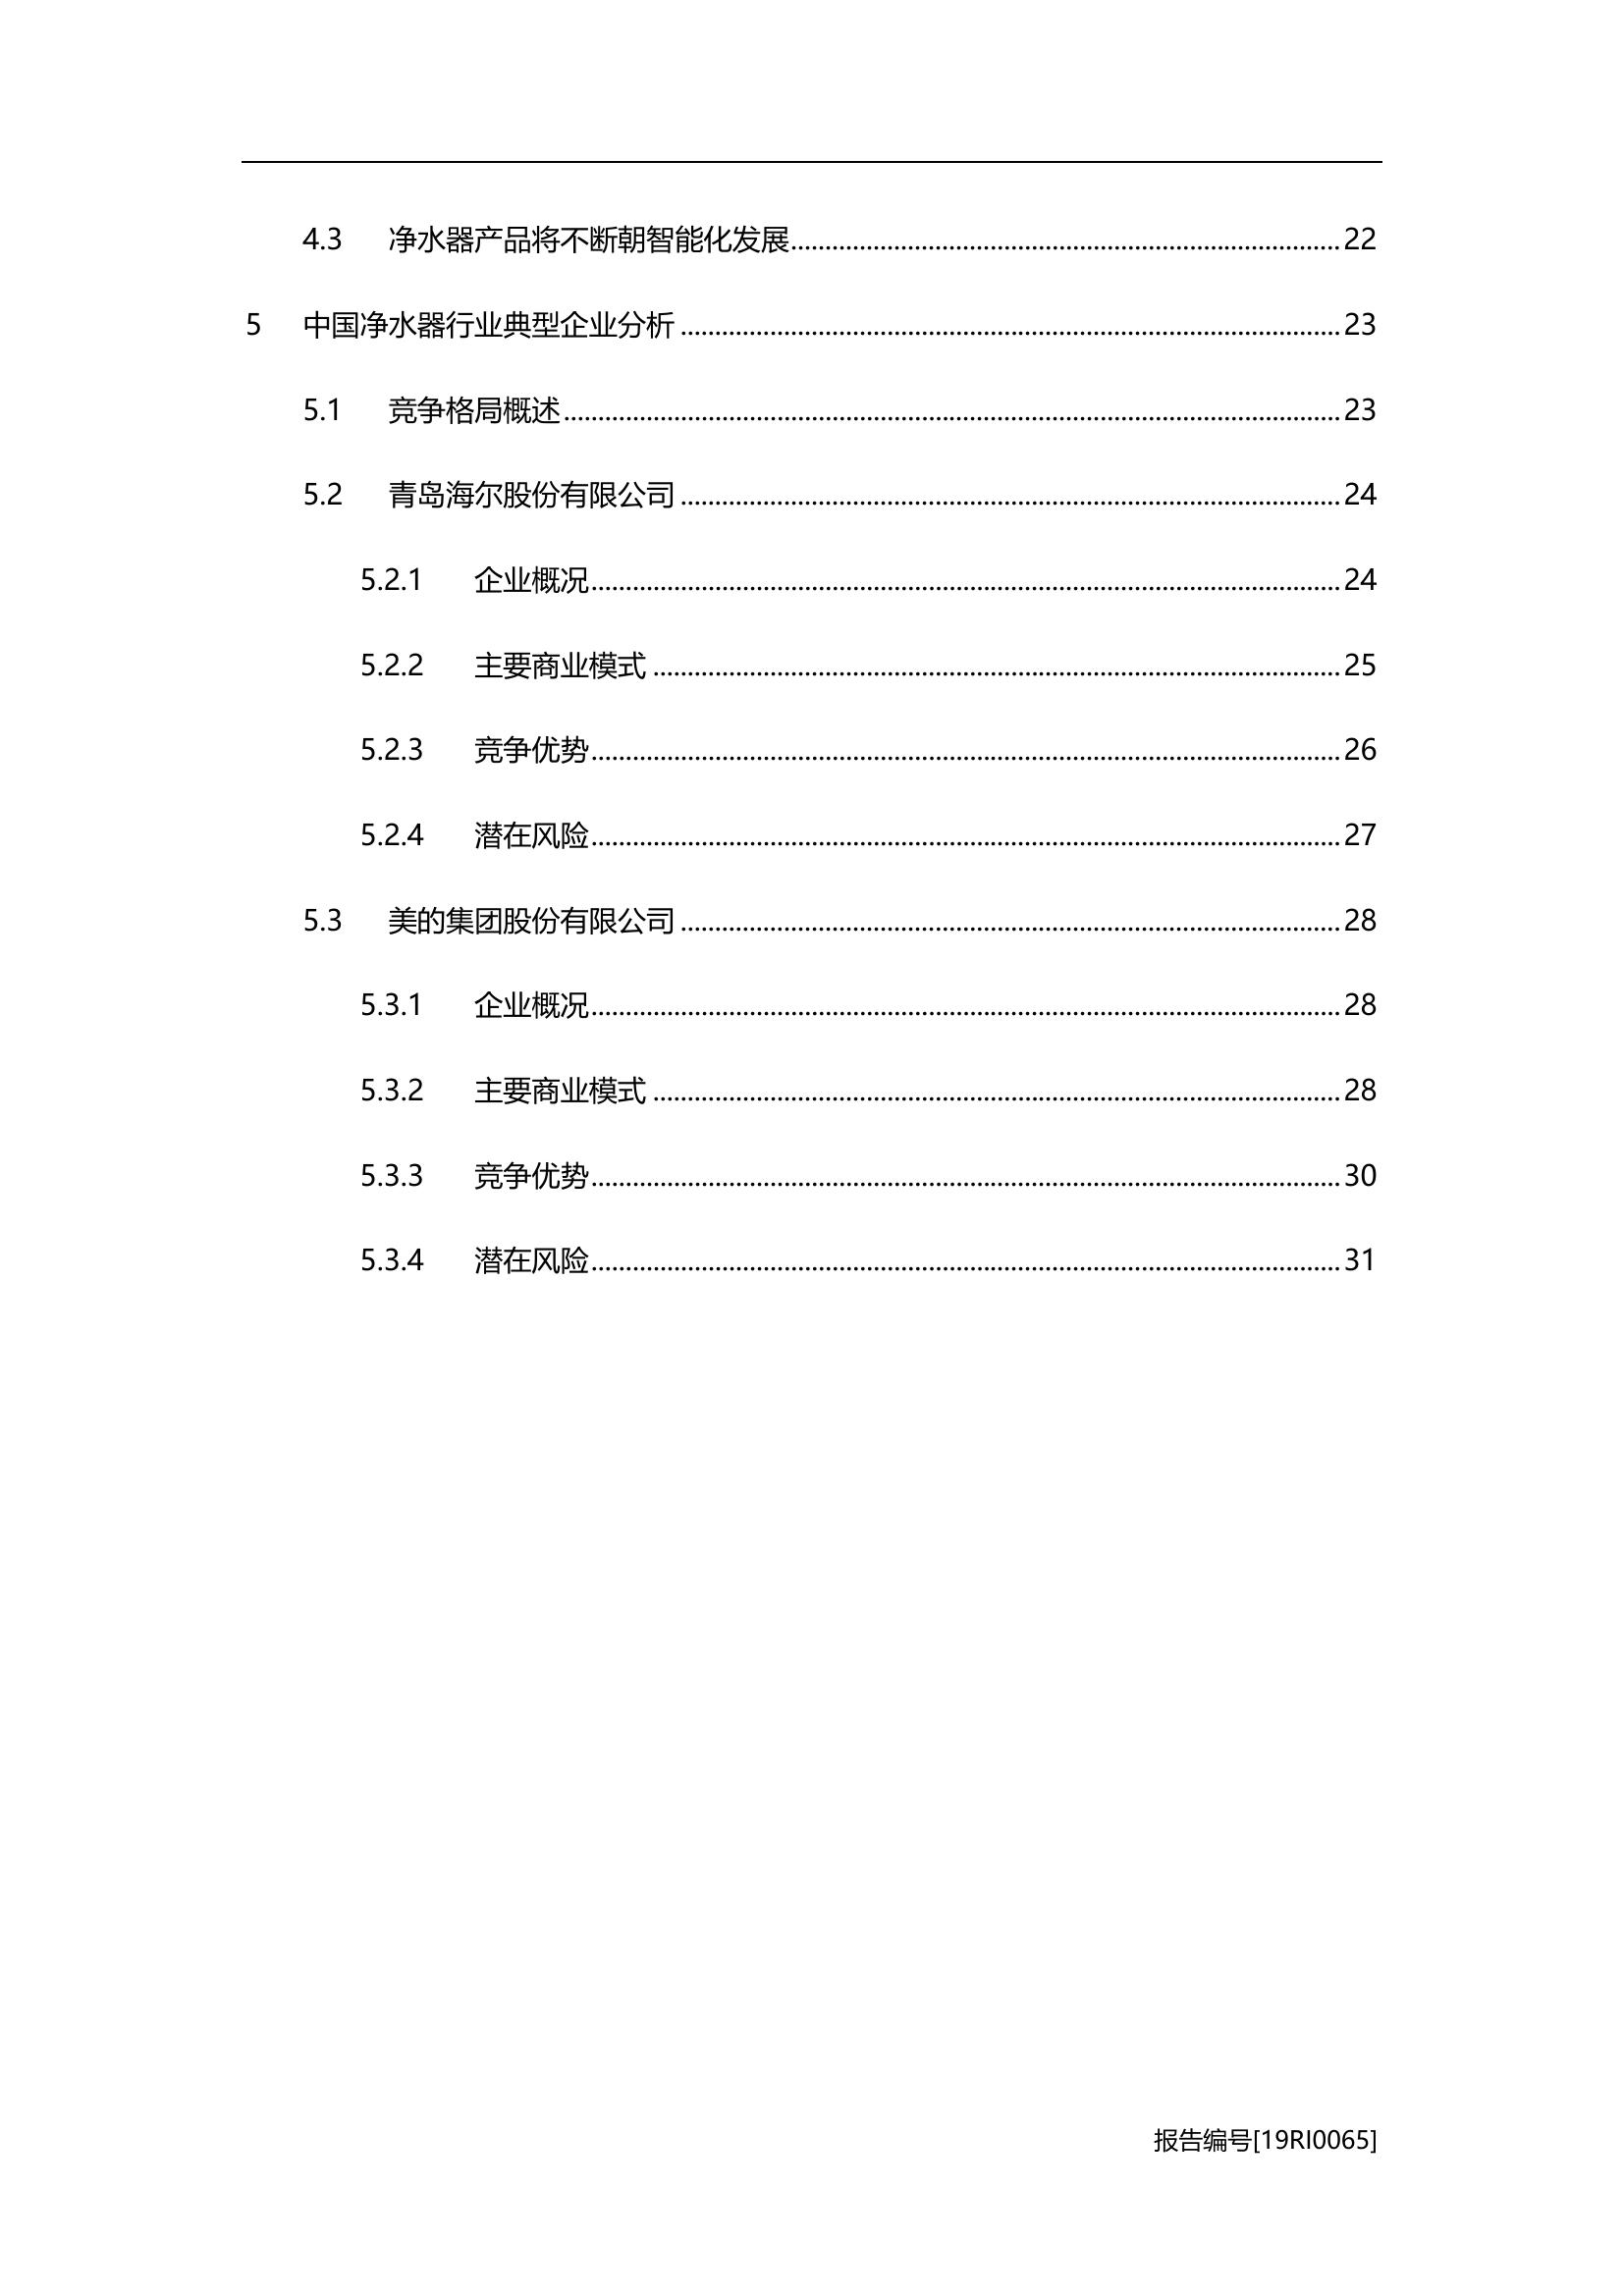 4.3 净水器产品将不断朝智能化发展........................................22
5 中国净水器行业典型企业分析........................................23
5.1 竞争格局概述........................................23
5.2 青岛海尔股份有限公司........................................24
5.2.1 企业概况........................................24
5.2.2 主要商业模式........................................25
5.2.3 竞争优势........................................26
5.2.4 潜在风险........................................27
5.3 美的集团股份有限公司........................................28
5.3.1 企业概况........................................28
5.3.2 主要商业模式........................................28
5.3.3 竞争优势........................................30
5.3.4 潜在风险........................................31
报告编号[19RI0065]